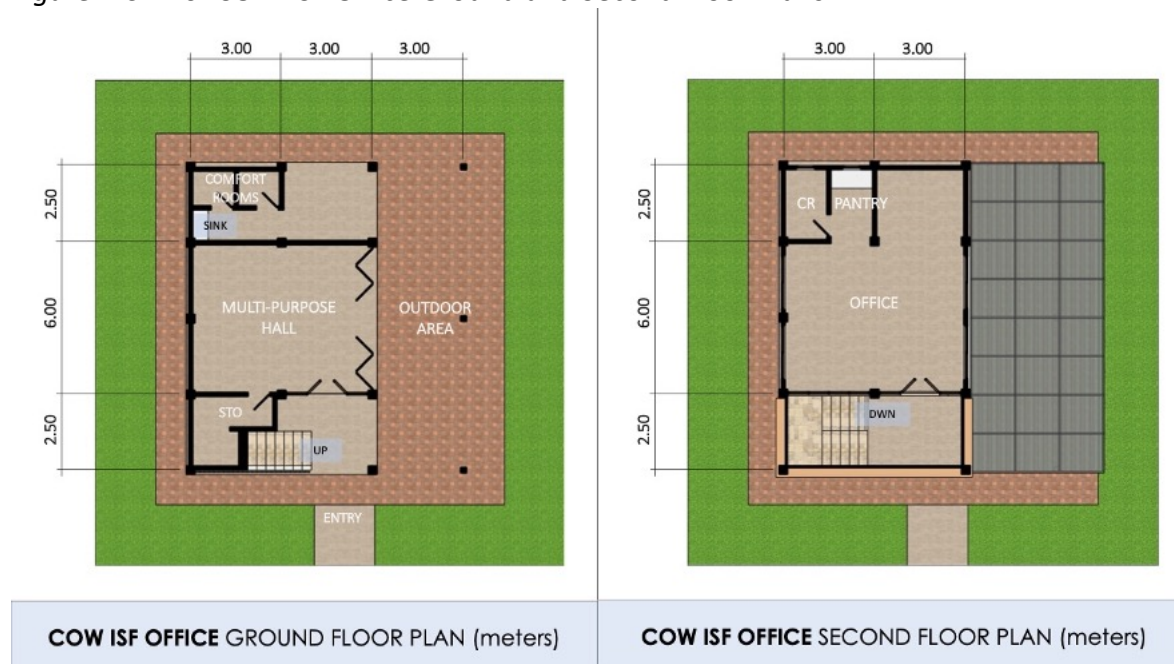 3.00
3.00
3.00
2.50
6.00
2.50
COMFORT
ROOMS
SINK
MULTI-PURPOSE
HALL
OUTDOOR
AREA
STO
UP
ENTRY
COW ISF OFFICE GROUND FLOOR PLAN (meters)
3.00
3.00
2.50
6.00
2.50
CR
PANTRY
OFFICE
DWN
COW ISF OFFICE SECOND FLOOR PLAN (meters)